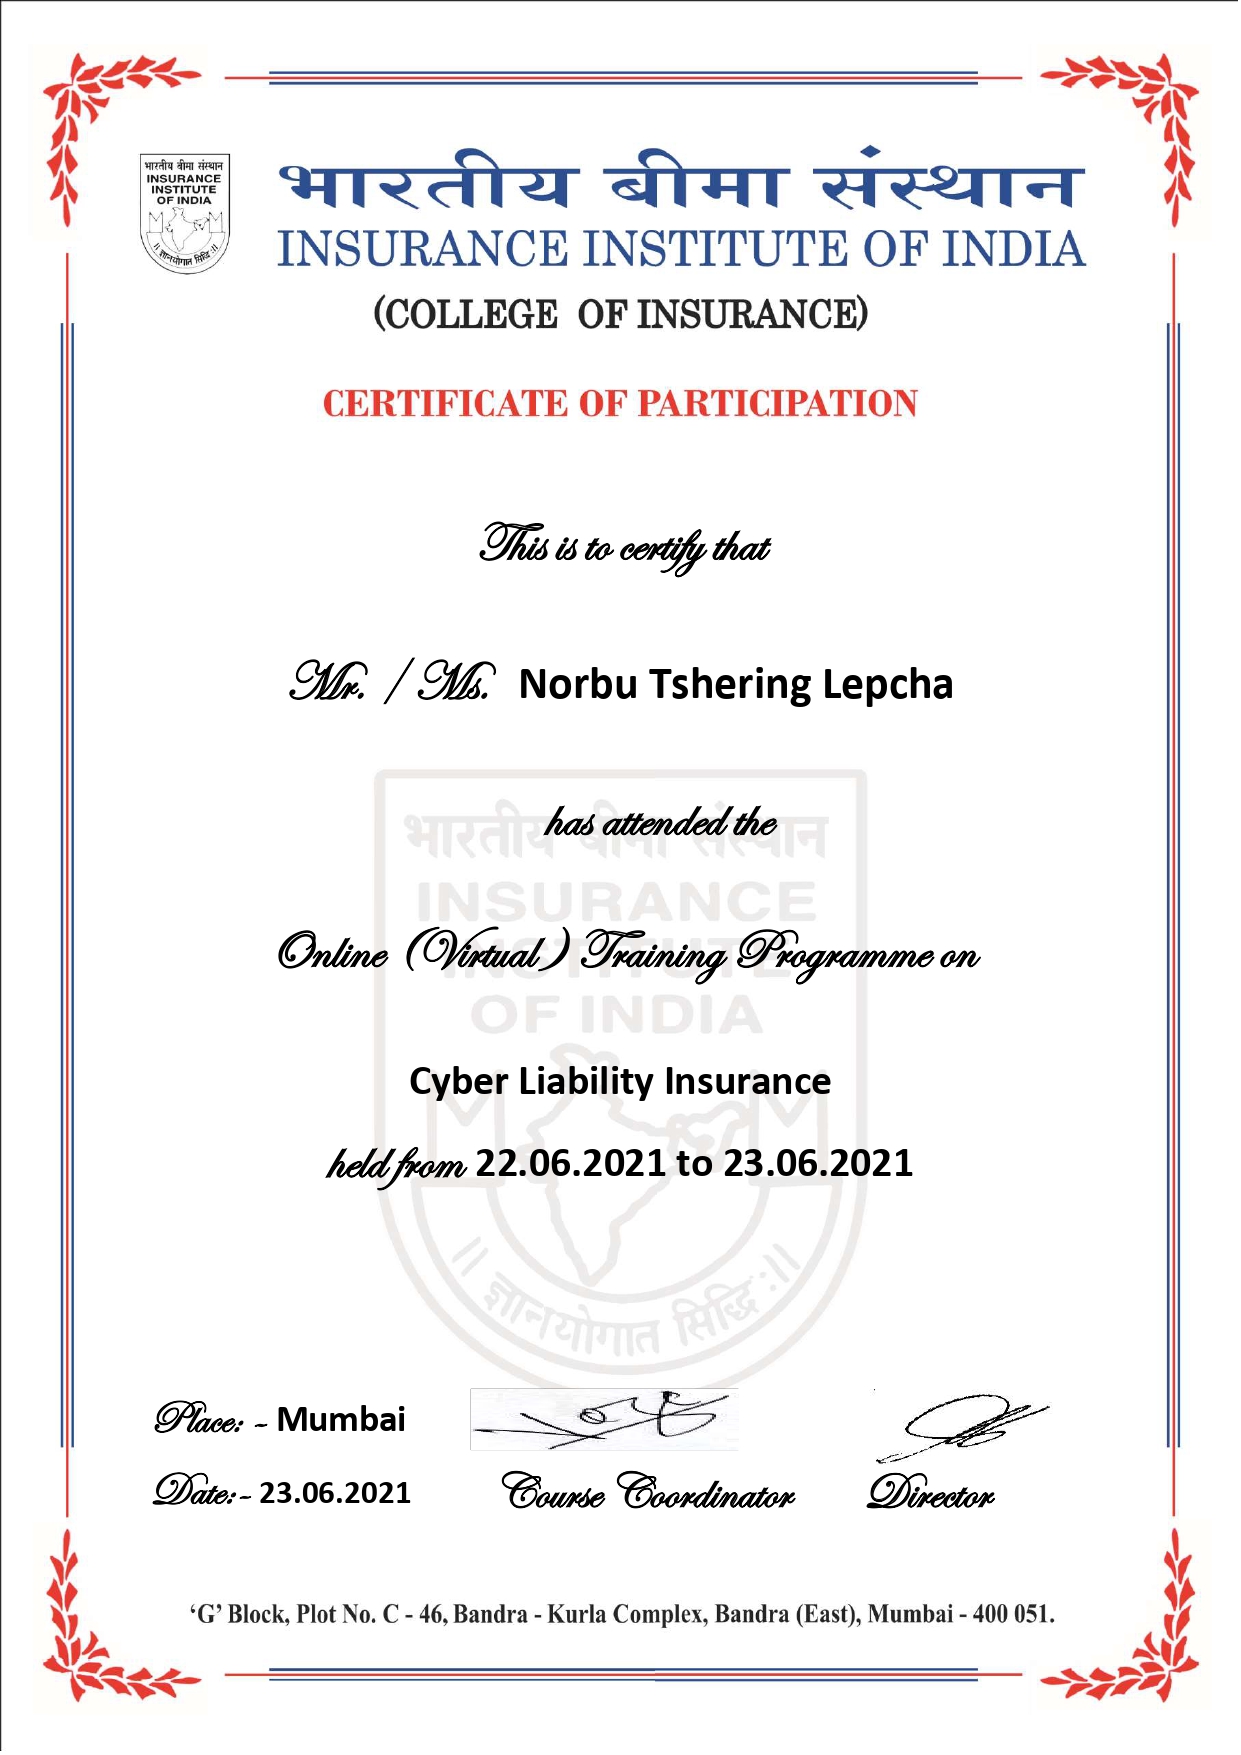 भारतीय बीमा संस्थान
INSURANCE
INSTITUTE
OF INDIA
॥ ज्ञानयोगात सिद्धिः ॥
भारतीय बीमा संस्थान
INSURANCE INSTITUTE OF INDIA
(COLLEGE OF INSURANCE)
CERTIFICATE OF PARTICIPATION
This is to certify that
Mr. / Ms. Norbu Tshering Lepcha
भारतीय बीमा संस्थान
has attended the
INSURANCE
INSTITUTE
Online (Virtual) Training Programme on
OF INDIA
Cyber Liability Insurance
held from 22.06.2021 to 23.06.2021
॥ ज्ञानयोगात सिद्धिः ॥
Place: - Mumbai
Date:- 23.06.2021 Course Coordinator Director
‘G’ Block, Plot No. C - 46, Bandra - Kurla Complex, Bandra (East), Mumbai - 400 051.